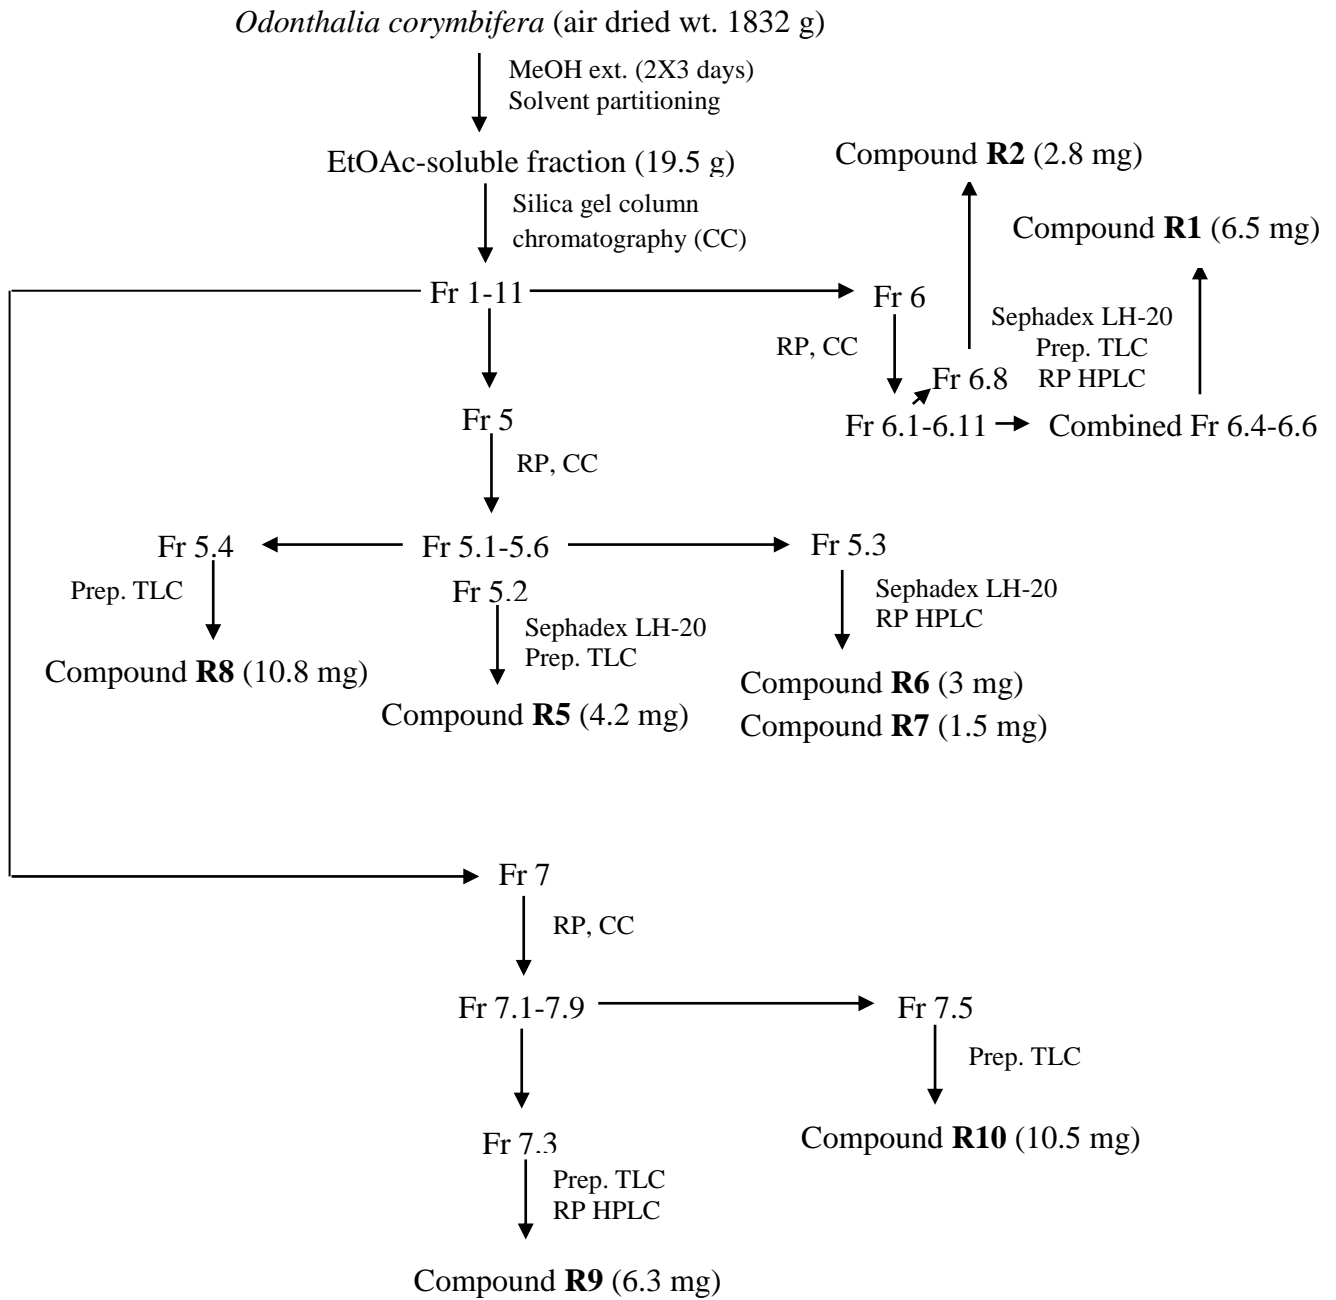 Odonthalia corymbifera (air dried wt. 1832 g)
MeOH ext. (2X3 days)
Solvent partitioning
EtOAc-soluble fraction (19.5 g)
Compound R2 (2.8 mg)
Silica gel column
chromatography (CC)
Compound R1 (6.5 mg)
Fr 1-11
Fr 6
RP, CC
Sephadex LH-20
Prep. TLC
RP HPLC
Fr 6.8
Fr 5
Fr 6.1-6.11
Combined Fr 6.4-6.6
RP, CC
Fr 5.4
Fr 5.1-5.6
Fr 5.3
Prep. TLC
Fr 5.2
Sephadex LH-20
RP HPLC
Sephadex LH-20
Prep. TLC
Compound R8 (10.8 mg)
Compound R6 (3 mg)
Compound R5 (4.2 mg)
Compound R7 (1.5 mg)
Fr 7
RP, CC
Fr 7.1-7.9
Fr 7.5
Prep. TLC
Fr 7.3
Compound R10 (10.5 mg)
Prep. TLC
RP HPLC
Compound R9 (6.3 mg)